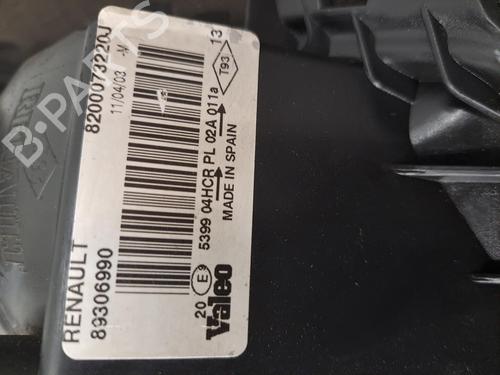 RENAULT 8200073220J
89306990 11/04/03 -V
13
T93
5399 04HCR PL 02A 011a
MADE IN SPAIN
20 E9
Valeo
B-PARTS